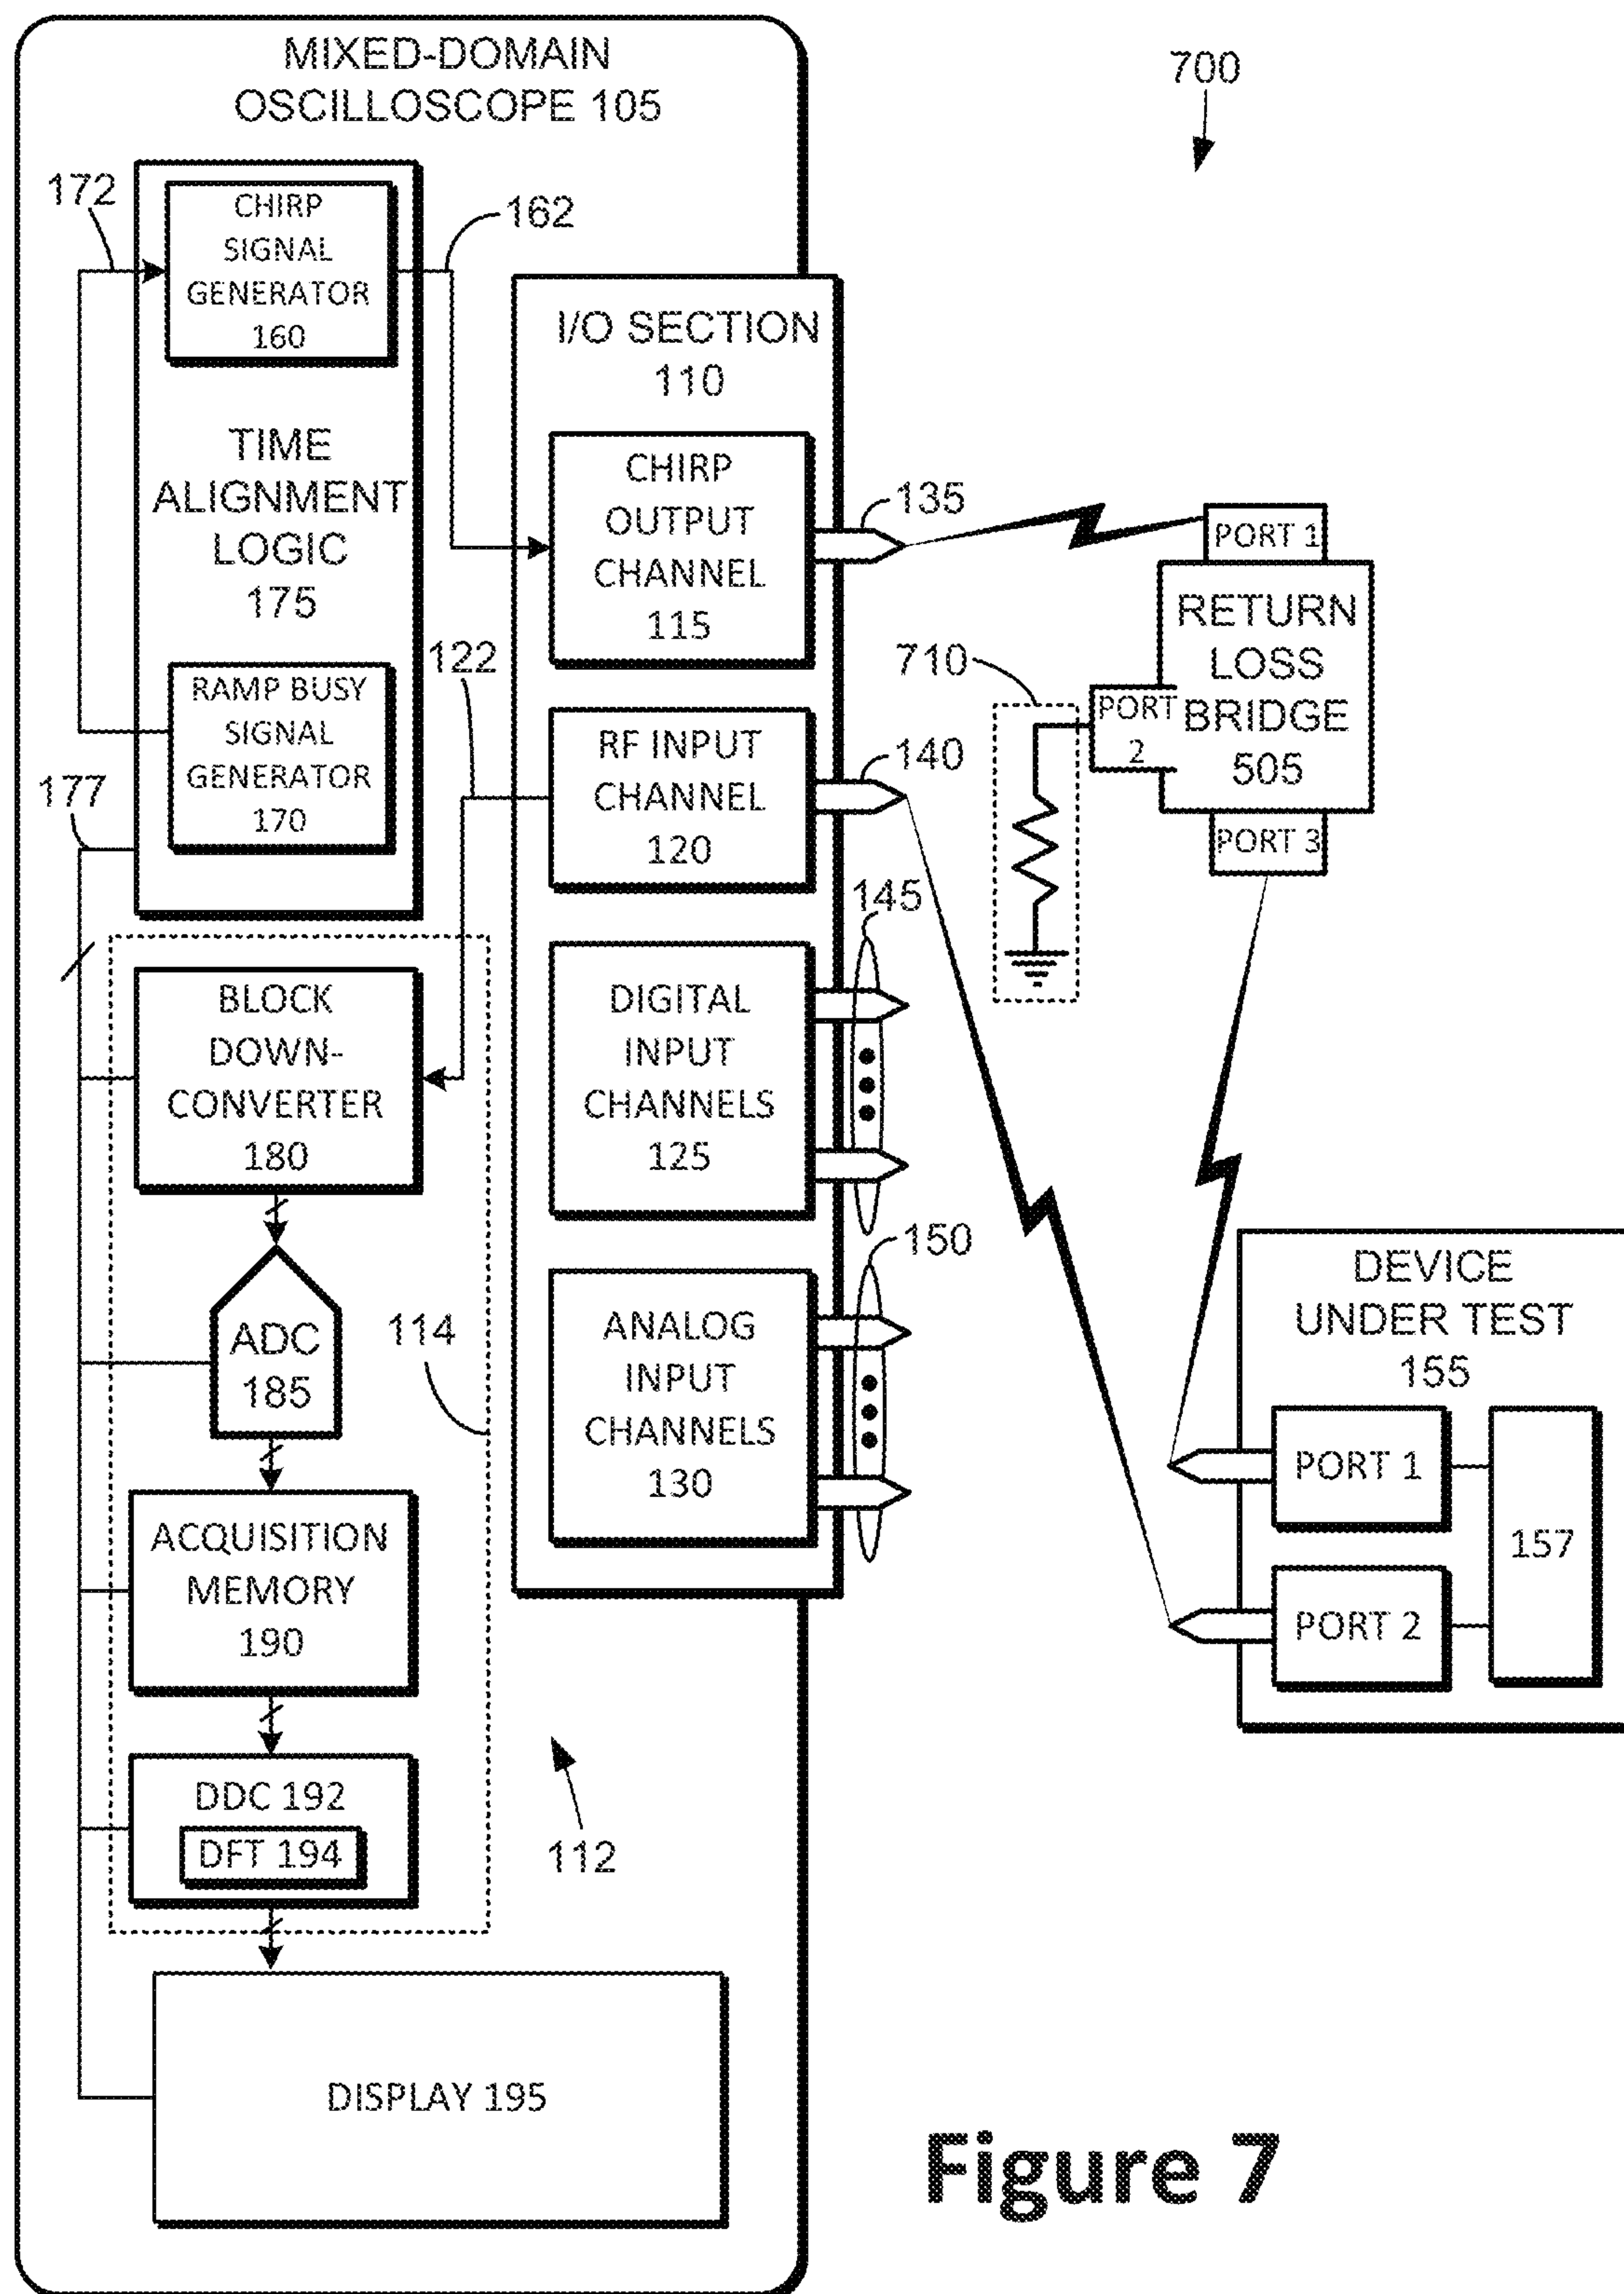 MIXED-DOMAIN
OSCILLOSCOPE 105
700
172
CHIRP
SIGNAL
GENERATOR
160
162
TIME
ALIGNMENT
LOGIC
175
RAMP BUSY
SIGNAL
GENERATOR
170
177
122
I/O SECTION
110
CHIRP
OUTPUT
CHANNEL
115
135
RF INPUT
CHANNEL
120
140
DIGITAL
INPUT
CHANNELS
125
145
ANALOG
INPUT
CHANNELS
130
150
PORT 1
RETURN
LOSS
BRIDGE
505
PORT
2
PORT 3
710
BLOCK
DOWN-
CONVERTER
180
ADC
185
114
ACQUISITION
MEMORY
190
DDC 192
DFT 194
112
DISPLAY 195
DEVICE
UNDER TEST
155
PORT 1
PORT 2
157
Figure 7